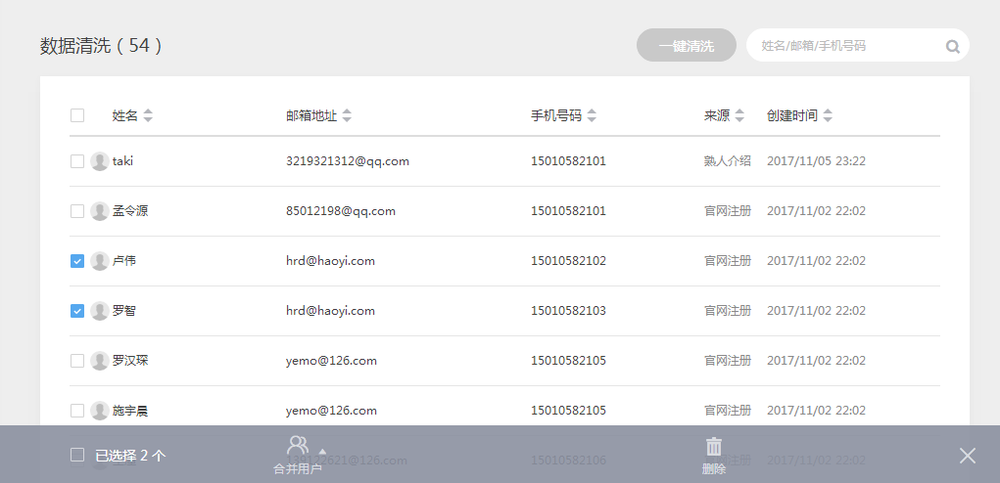 数据清洗（54）
一键清洗
姓名/邮箱/手机号码
姓名 邮箱地址 手机号码 来源 创建时间
taki 3219321312@qq.com 15010582101 熟人介绍 2017/11/05 23:22
孟令源 85012198@qq.com 15010582101 官网注册 2017/11/02 22:02
卢伟 hrd@haoyi.com 15010582102 官网注册 2017/11/02 22:02
罗智 hrd@haoyi.com 15010582103 官网注册 2017/11/02 22:02
罗汉琛 yemo@126.com 15010582105 官网注册 2017/11/02 22:02
施宇晨 yemo@126.com 15010582105 官网注册 2017/11/02 22:02
已选择 2 个
合并用户
删除
15010582106
2017/11/02 22:02